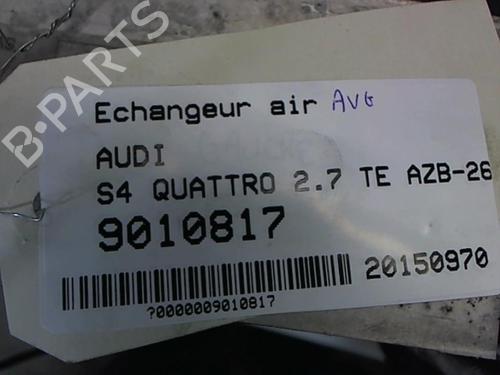 B-PARTS
Echangeur air AVG
AUDI
S4 QUATTRO 2.7 TE AZB-26
9010817
20150970
?0000009010817